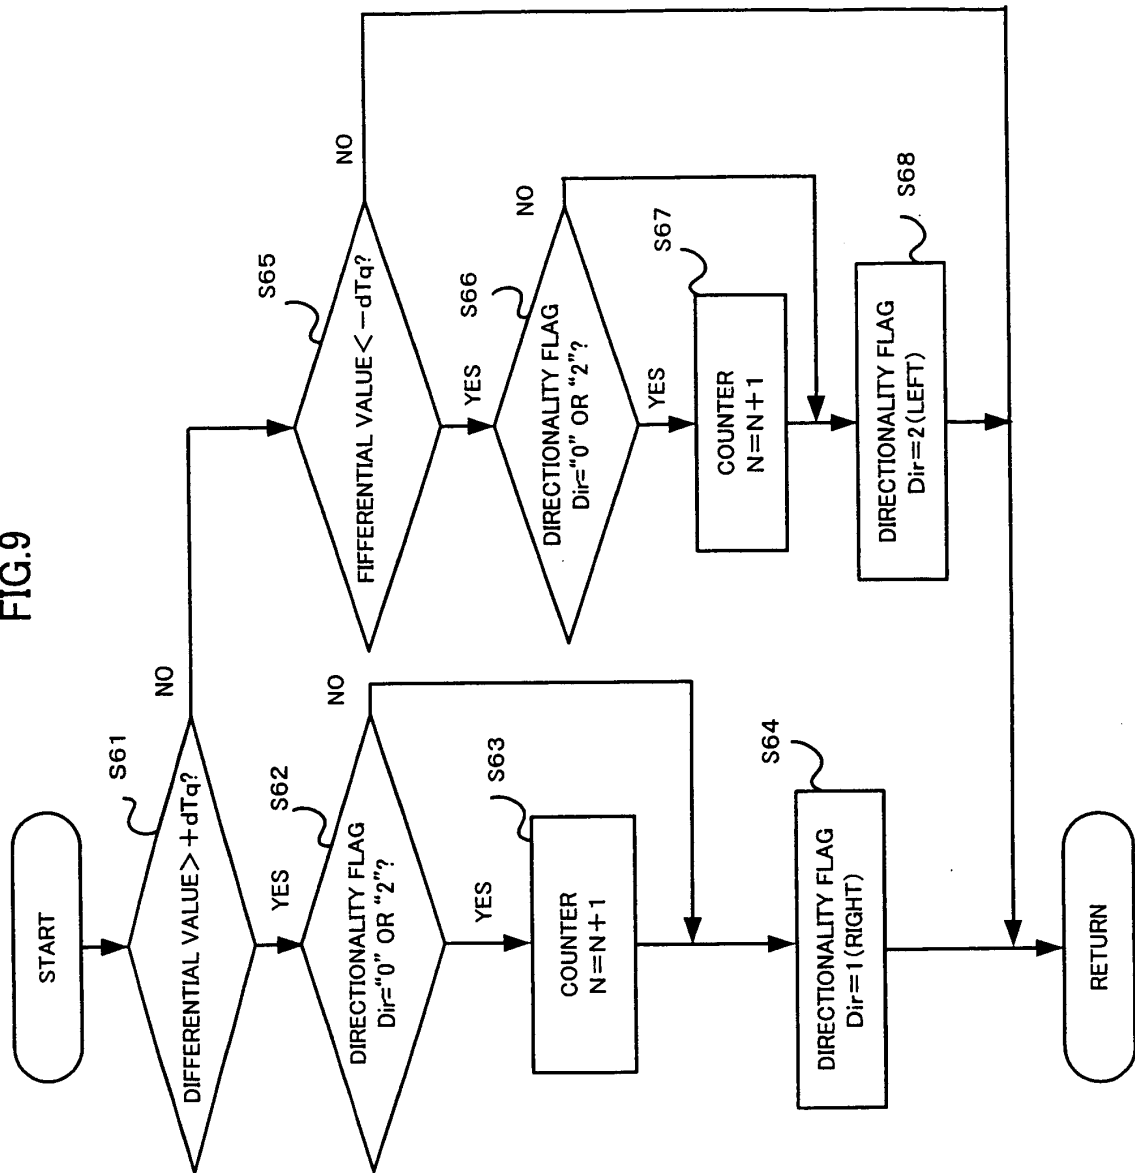 FIG.9
START
S61
DIFFERENTIAL VALUE>+dTq?
NO
YES
S62
DIRECTIONALITY FLAG
Dir="0" OR "2"?
NO
YES
S63
COUNTER
N=N+1
S64
DIRECTIONALITY FLAG
Dir=1(RIGHT)
S65
FIFFERENTIAL VALUE<-dTq?
NO
YES
S66
DIRECTIONALITY FLAG
Dir="0" OR "2"?
NO
YES
S67
COUNTER
N=N+1
S68
DIRECTIONALITY FLAG
Dir=2(LEFT)
RETURN